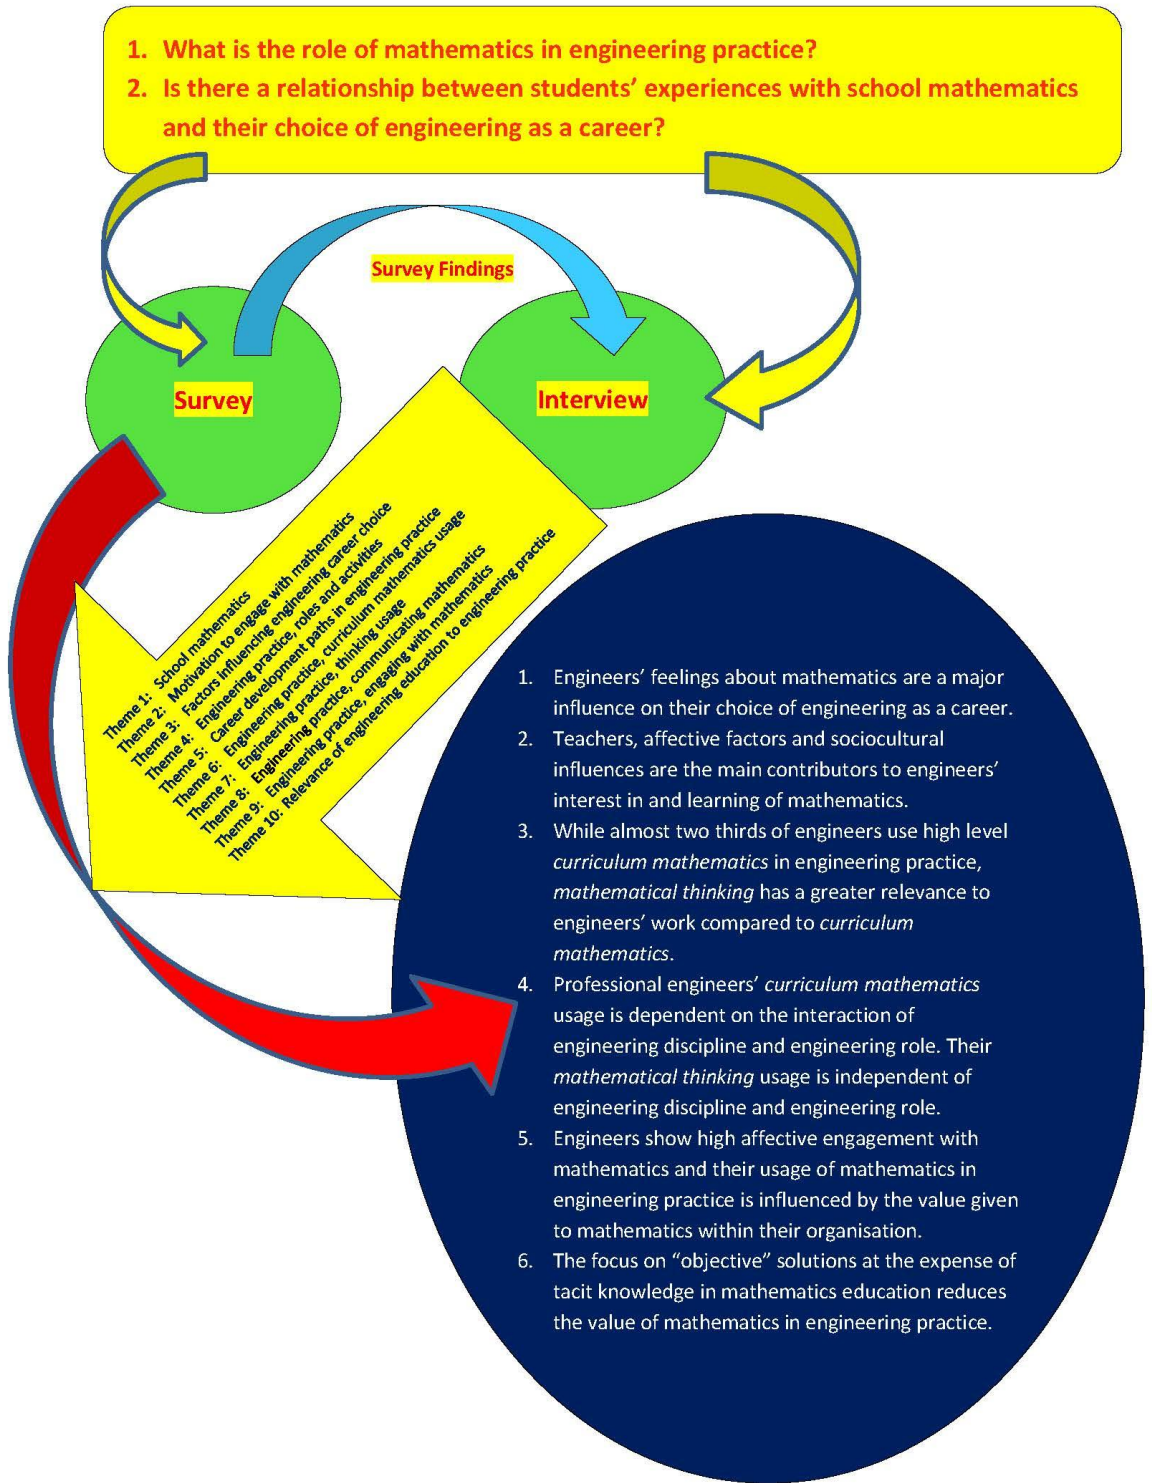 1. What is the role of mathematics in engineering practice?
2. Is there a relationship between students' experiences with school mathematics
and their choice of engineering as a career?
Survey Findings
Survey
Interview
Theme 1: School mathematics
Theme 2: Motivation to engage with mathematics
Theme 3: Factors influencing engineering career choice
Theme 4: Engineering practice, roles and activities
Theme 5: Career development paths in engineering practice
Theme 6: Engineering practice, curriculum mathematics usage
Theme 7: Engineering practice, thinking usage
Theme 8: Engineering practice, communicating mathematics
Theme 9: Engineering practice, engaging with mathematics
Theme 10: Relevance of engineering education to engineering practice
1. Engineers' feelings about mathematics are a major
influence on their choice of engineering as a career.
2. Teachers, affective factors and sociocultural
influences are the main contributors to engineers'
interest in and learning of mathematics.
3. While almost two thirds of engineers use high level
curriculum mathematics in engineering practice,
mathematical thinking has a greater relevance to
engineers' work compared to curriculum
mathematics.
4. Professional engineers' curriculum mathematics
usage is dependent on the interaction of
engineering discipline and engineering role. Their
mathematical thinking usage is independent of
engineering discipline and engineering role.
5. Engineers show high affective engagement with
mathematics and their usage of mathematics in
engineering practice is influenced by the value given
to mathematics within their organisation.
6. The focus on "objective" solutions at the expense of
tacit knowledge in mathematics education reduces
the value of mathematics in engineering practice.